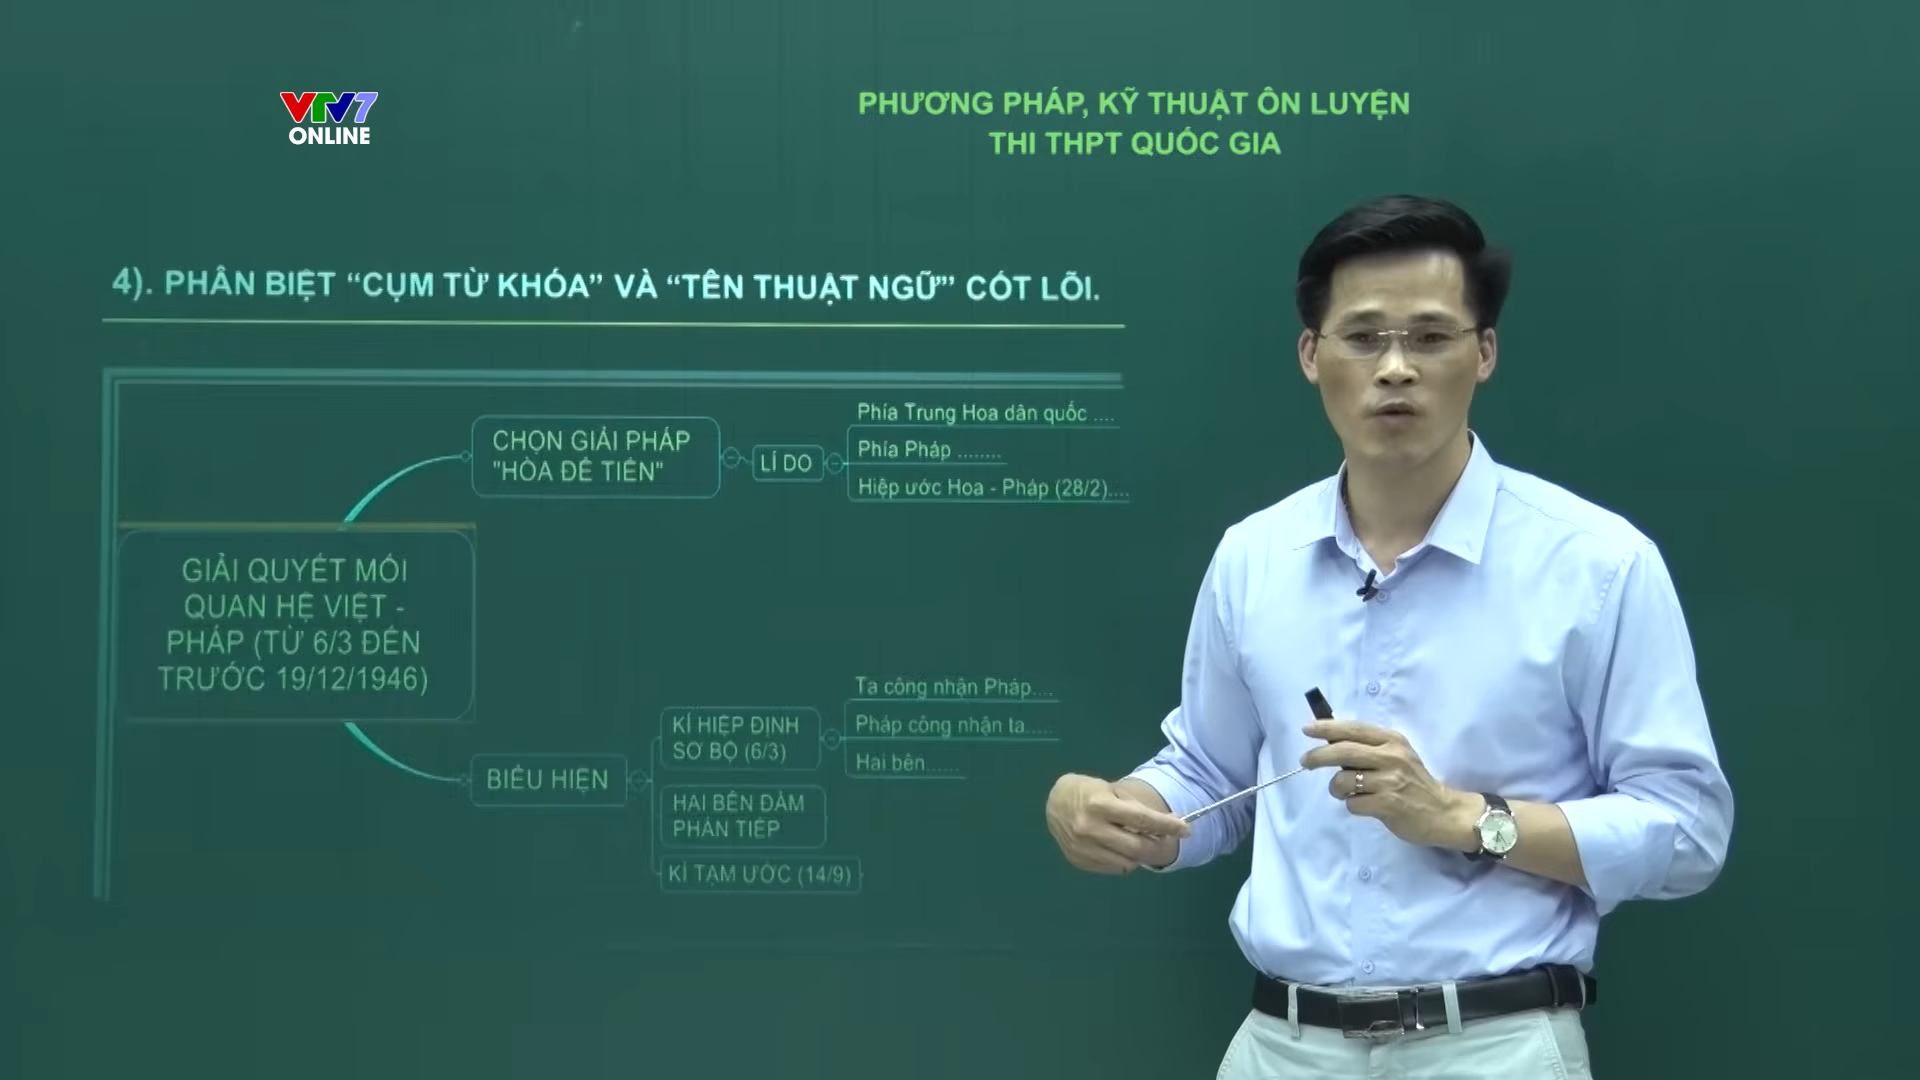 VTV7
ONLINE
PHƯƠNG PHÁP, KỸ THUẬT ÔN LUYỆN
THI THPT QUỐC GIA
4). PHÂN BIỆT “CỤM TỪ KHÓA” VÀ “TÊN THUẬT NGỮ” CỐT LÕI.
CHỌN GIẢI PHÁP
"HÒA ĐỂ TIẾN"
LÍ DO
Phía Trung Hoa dân quốc ....
Phía Pháp ........
Hiệp ước Hoa - Pháp (28/2)....
GIẢI QUYẾT MỐI
QUAN HỆ VIỆT -
PHÁP (TỪ 6/3 ĐẾN
TRƯỚC 19/12/1946)
BIỂU HIỆN
KÍ HIỆP ĐỊNH
SƠ BỘ (6/3)
Ta công nhận Pháp....
Pháp công nhận ta.....
Hai bên......
HAI BÊN ĐÀM
PHÁN TIẾP
KÍ TẠM ƯỚC (14/9)